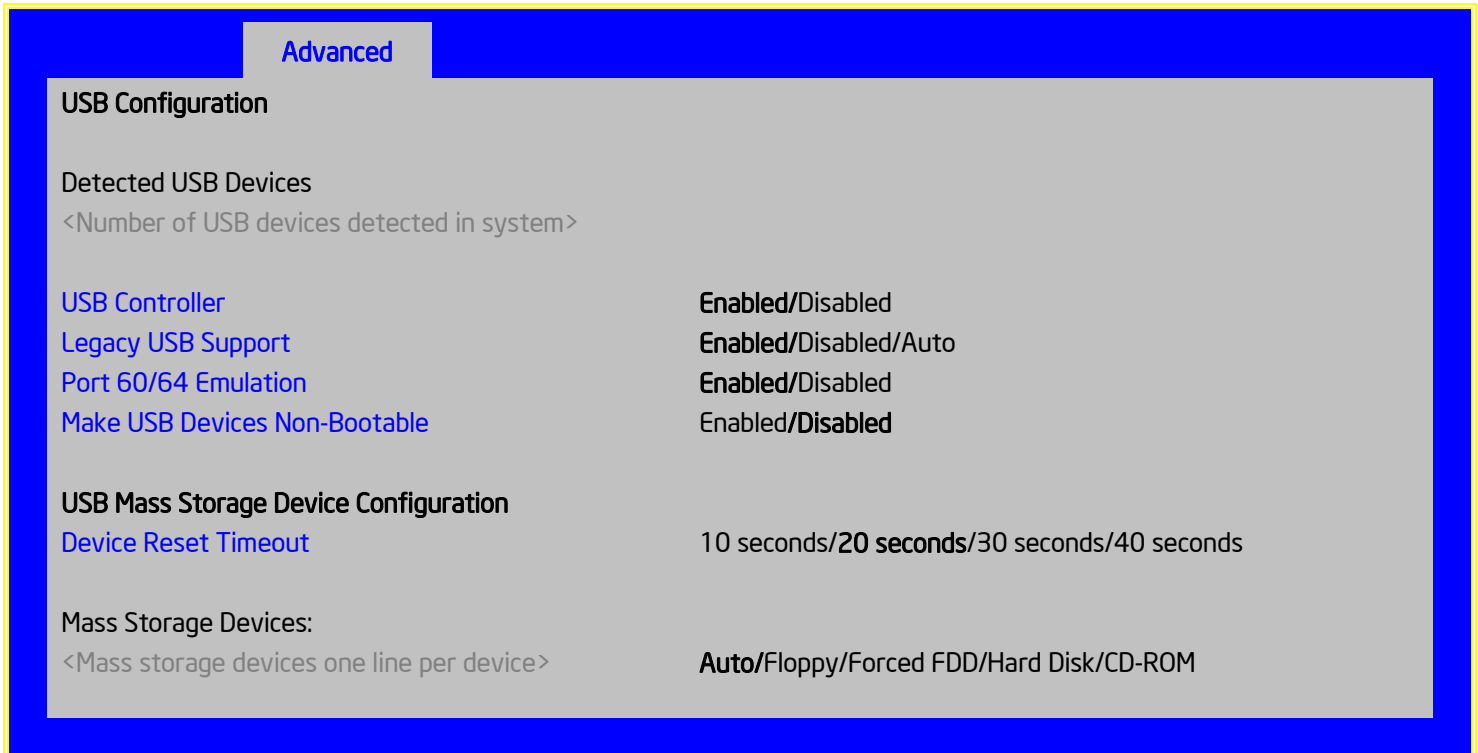 Advanced
USB Configuration
Detected USB Devices
<Number of USB devices detected in system>
USB Controller Enabled/Disabled
Legacy USB Support Enabled/Disabled/Auto
Port 60/64 Emulation Enabled/Disabled
Make USB Devices Non-Bootable Enabled/Disabled
USB Mass Storage Device Configuration
Device Reset Timeout 10 seconds/20 seconds/30 seconds/40 seconds
Mass Storage Devices:
<Mass storage devices one line per device> Auto/Floppy/Forced FDD/Hard Disk/CD-ROM